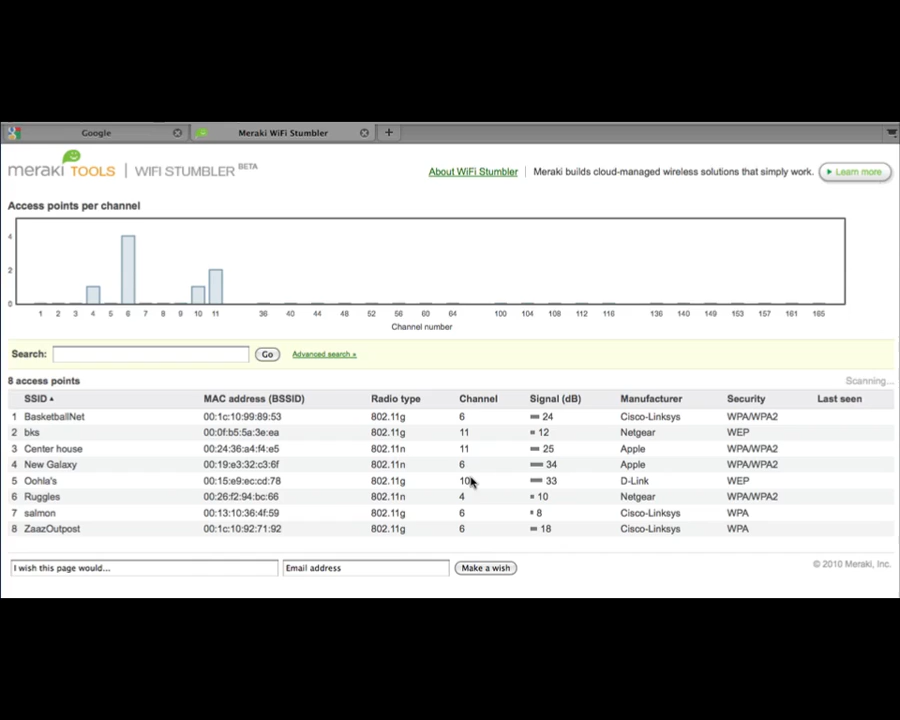 Google
Meraki WiFi Stumbler
+
meraki TOOLS | WIFI STUMBLER BETA
About WiFi Stumbler
Meraki builds cloud-managed wireless solutions that simply work.
Learn more
Access points per channel
4
2
0
1 2 3 4 5 6 7 8 9 10 11 36 40 44 48 52 56 60 64 100 104 108 112 116 136 140 149 153 157 161 165
Channel number
Search: Go Advanced search »
8 access points Scanning...
SSID MAC address (BSSID) Radio type Channel Signal (dB) Manufacturer Security Last seen
1 BasketballNet 00:1c:10:99:89:53 802.11g 6 24 Cisco-Linksys WPA/WPA2
2 bks 00:0f:b5:5a:3e:ea 802.11g 11 12 Netgear WEP
3 Center house 00:24:36:a4:f4:e5 802.11n 11 25 Apple WPA/WPA2
4 New Galaxy 00:19:e3:32:c3:6f 802.11n 6 34 Apple WPA/WPA2
5 Oohla's 00:15:e9:ec:cd:78 802.11g 10 33 D-Link WEP
6 Ruggles 00:26:f2:94:bc:66 802.11n 4 10 Netgear WPA/WPA2
7 salmon 00:13:10:36:4f:59 802.11g 6 8 Cisco-Linksys WPA
8 ZaazOutpost 00:1c:10:92:71:92 802.11g 6 18 Cisco-Linksys WPA
I wish this page would... Email address Make a wish
© 2010 Meraki, Inc.